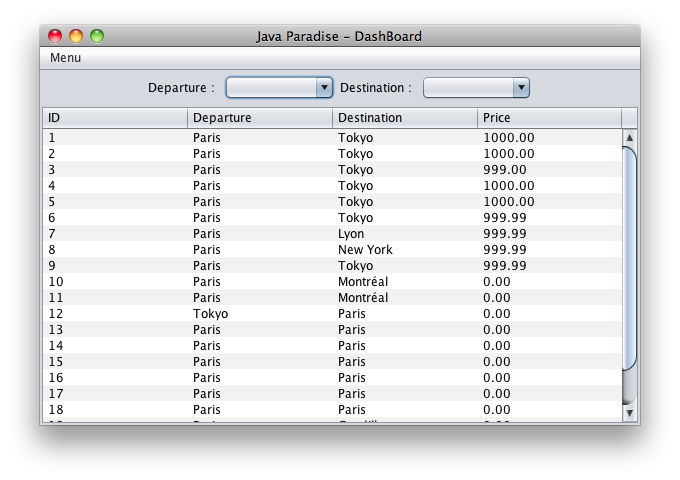 Java Paradise – DashBoard
Menu
Departure : Destination :
ID Departure Destination Price
1 Paris Tokyo 1000.00
2 Paris Tokyo 1000.00
3 Paris Tokyo 999.00
4 Paris Tokyo 1000.00
5 Paris Tokyo 1000.00
6 Paris Tokyo 999.99
7 Paris Lyon 999.99
8 Paris New York 999.99
9 Paris Tokyo 999.99
10 Paris Montréal 0.00
11 Paris Montréal 0.00
12 Tokyo Paris 0.00
13 Paris Paris 0.00
14 Paris Paris 0.00
15 Paris Paris 0.00
16 Paris Paris 0.00
17 Paris Paris 0.00
18 Paris Paris 0.00